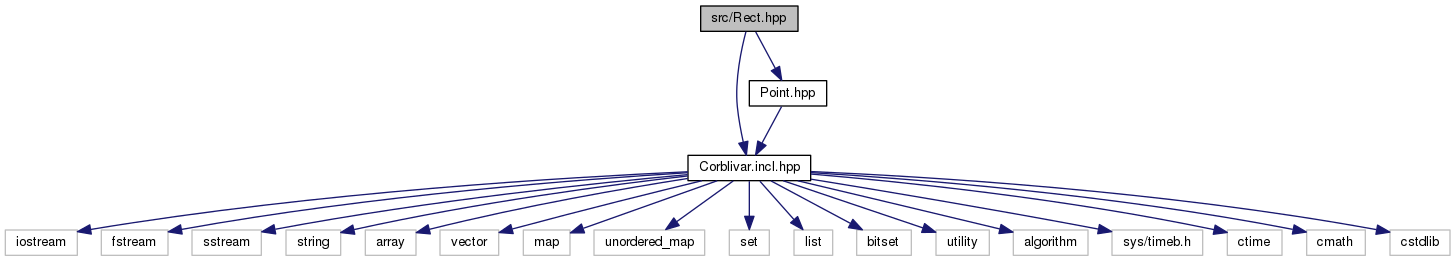 src/Rect.hpp
Point.hpp
Corblivar.incl.hpp
iostream
fstream
sstream
string
array
vector
map
unordered_map
set
list
bitset
utility
algorithm
sys/timeb.h
ctime
cmath
cstdlib